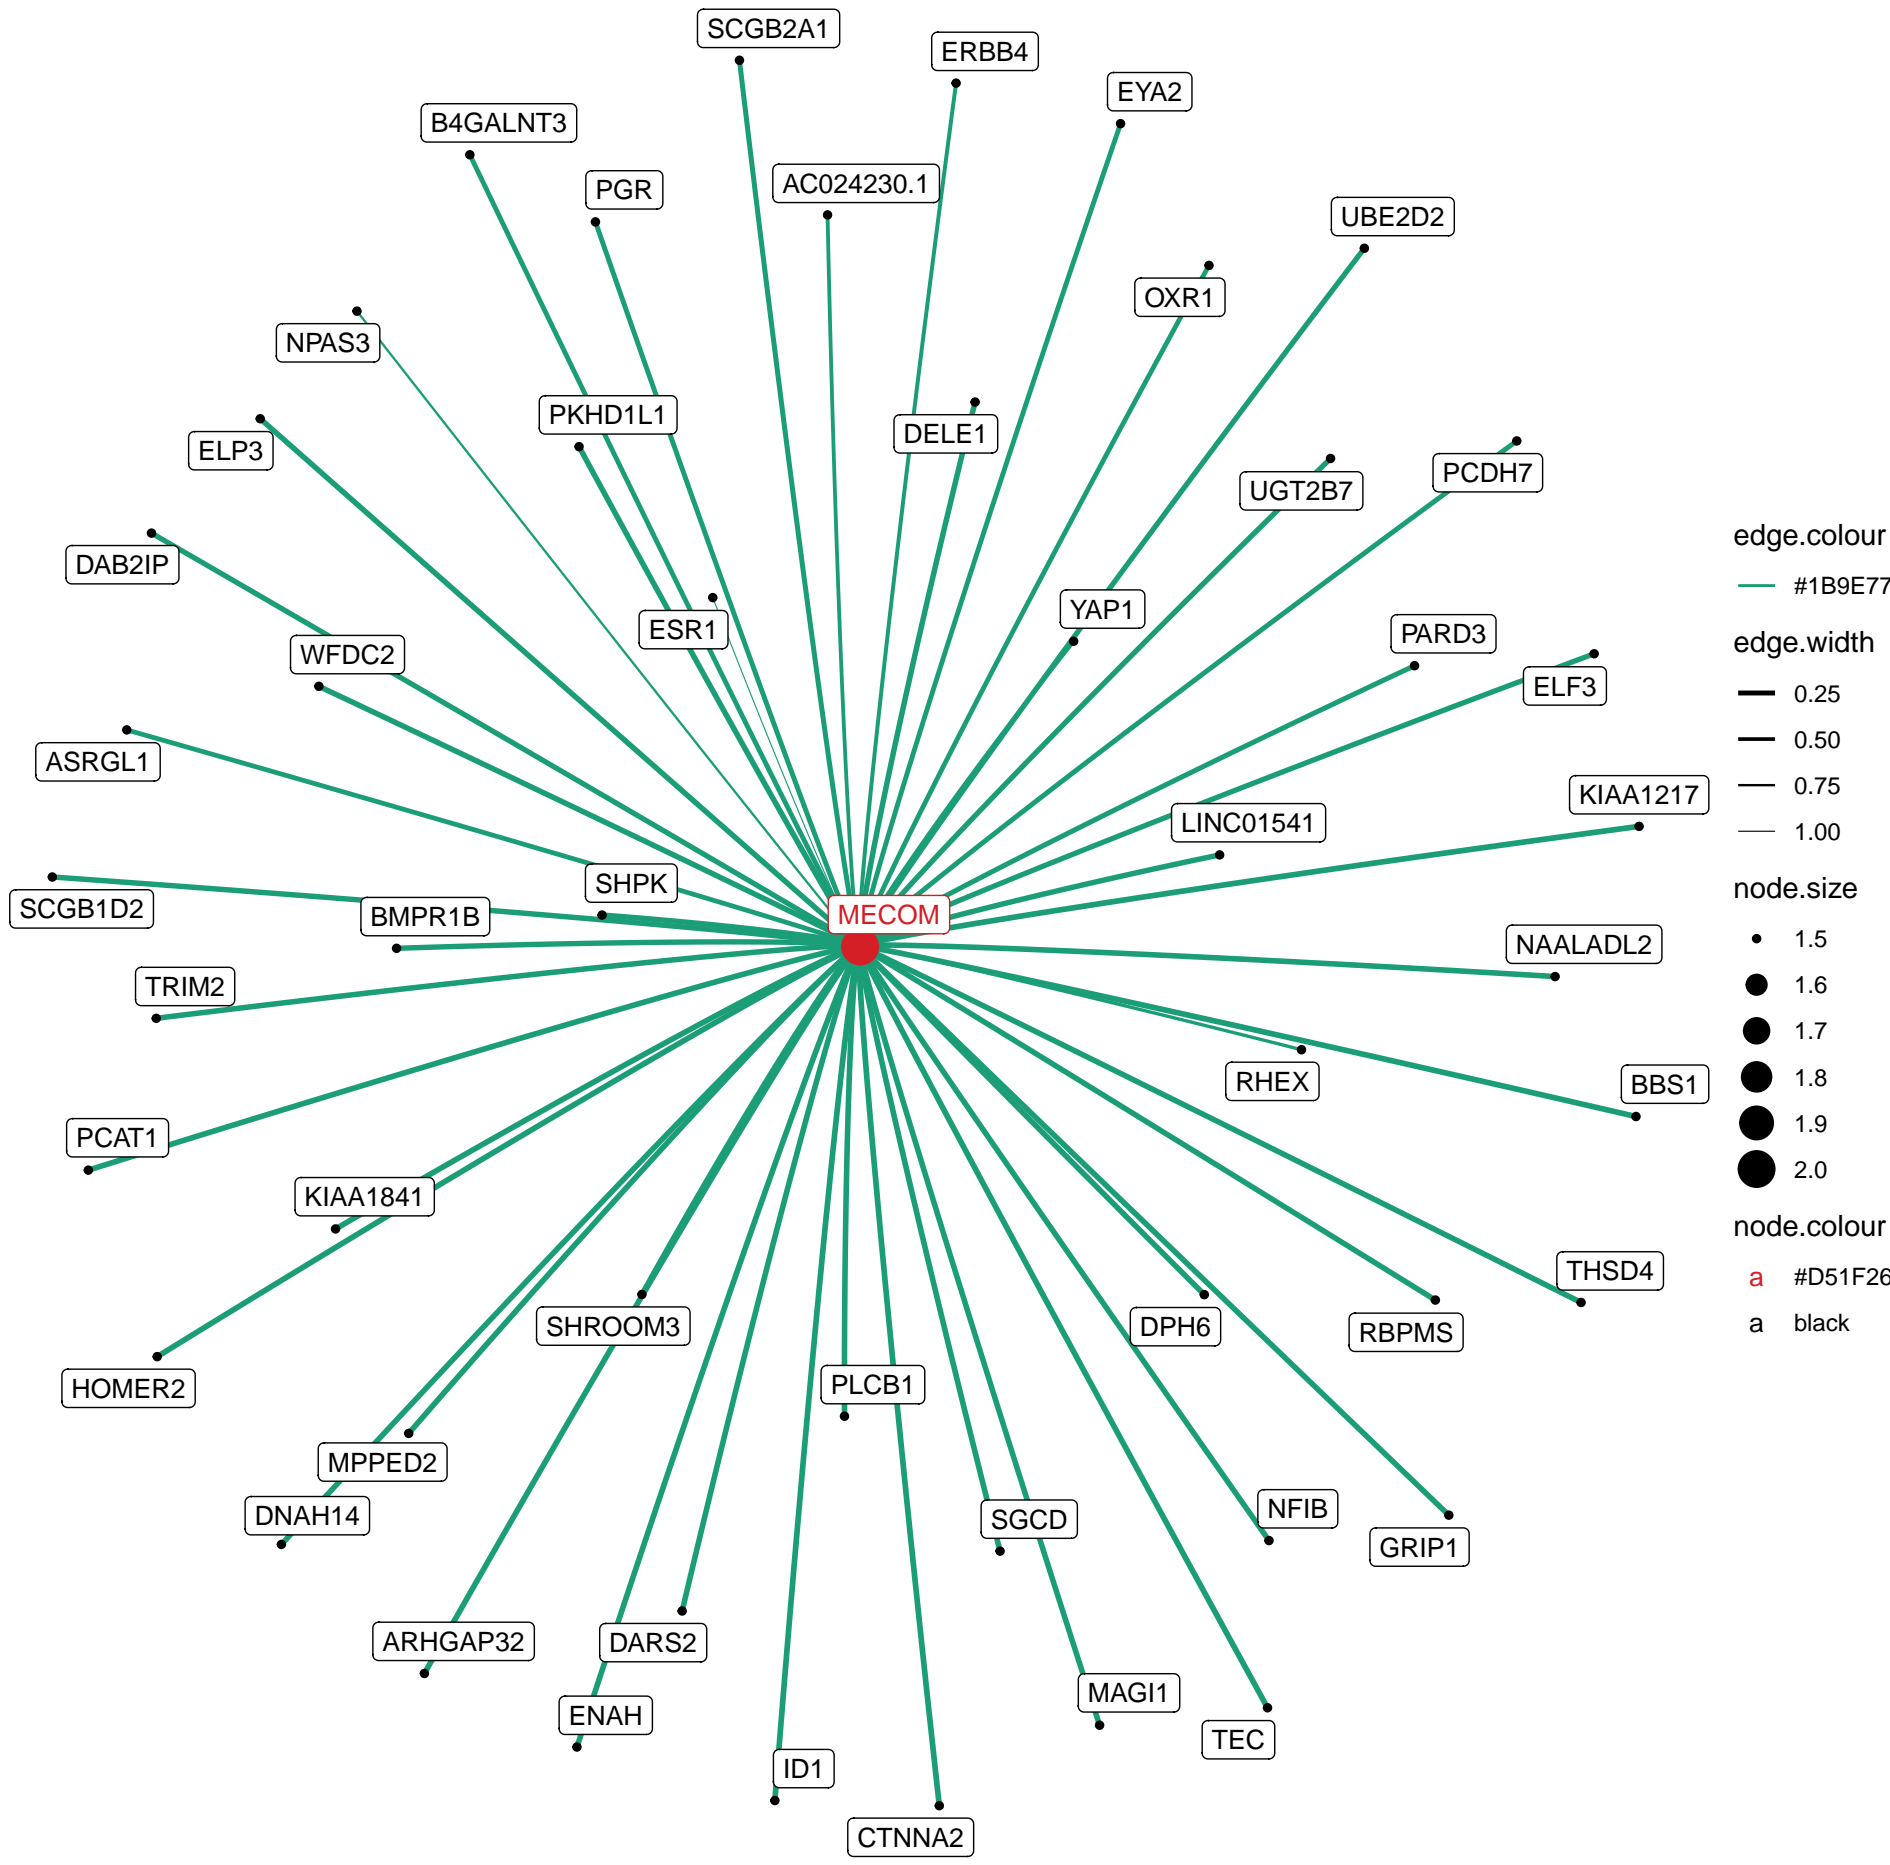 SCGB2A1
ERBB4
EYA2
B4GALNT3
PGR
AC024230.1
UBE2D2
OXR1
NPAS3
PKHD1L1
DELE1
ELP3
PCDH7
UGT2B7
DAB2IP
YAP1
ESR1
PARD3
WFDC2
ELF3
ASRGL1
KIAA1217
LINC01541
SHPK
SCGB1D2
BMPR1B
MECOM
NAALADL2
TRIM2
RHEX
BBS1
PCAT1
KIAA1841
THSD4
SHROOM3
DPH6
RBPMS
HOMER2
PLCB1
MPPED2
DNAH14
NFIB
SGCD
GRIP1
ARHGAP32
DARS2
MAGI1
ENAH
TEC
ID1
CTNNA2
edge.colour
#1B9E77
edge.width
0.25
0.50
0.75
1.00
node.size
1.5
1.6
1.7
1.8
1.9
2.0
node.colour
a #D51F26
a black